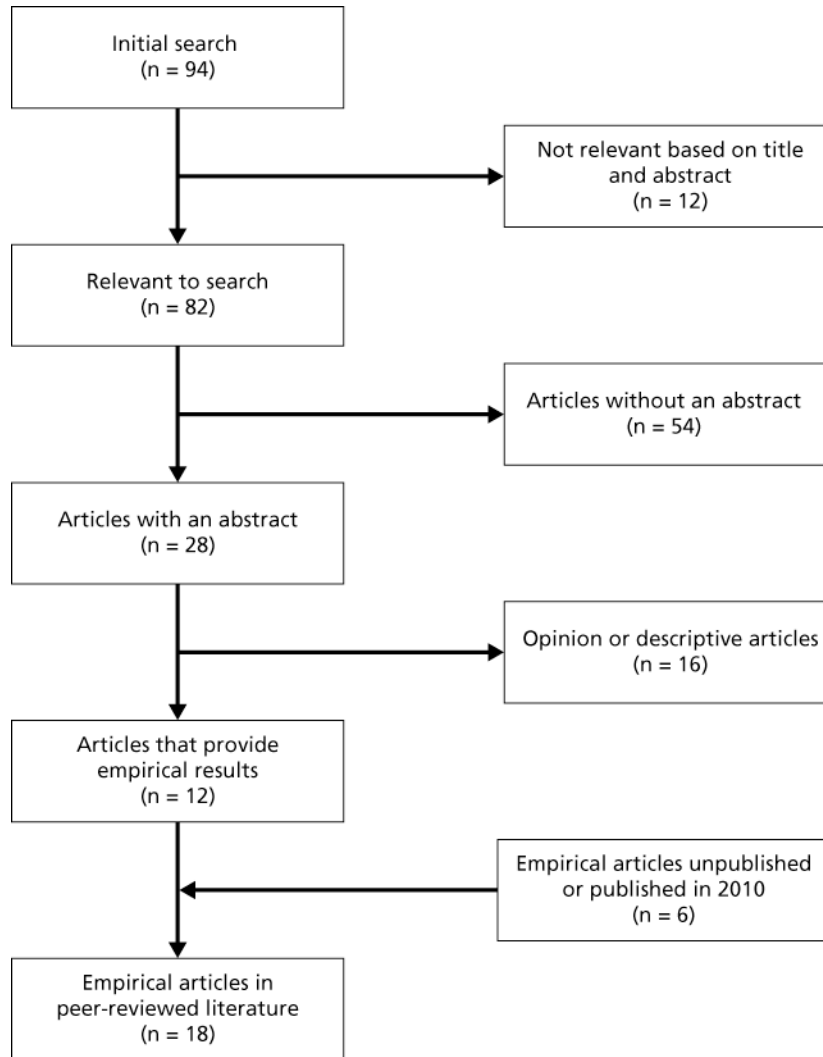 Initial search
(n = 94)
Not relevant based on title
and abstract
(n = 12)
Relevant to search
(n = 82)
Articles without an abstract
(n = 54)
Articles with an abstract
(n = 28)
Opinion or descriptive articles
(n = 16)
Articles that provide
empirical results
(n = 12)
Empirical articles unpublished
or published in 2010
(n = 6)
Empirical articles in
peer-reviewed literature
(n = 18)